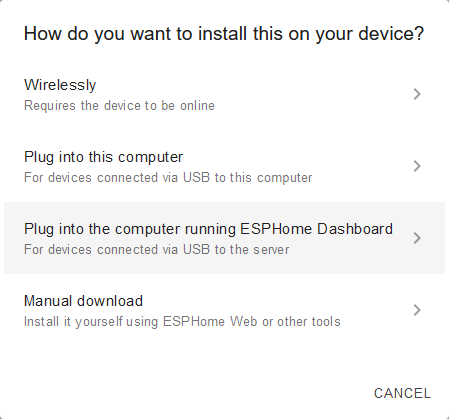 How do you want to install this on your device?
Wirelessly
Requires the device to be online
Plug into this computer
For devices connected via USB to this computer
Plug into the computer running ESPHome Dashboard
For devices connected via USB to the server
Manual download
Install it yourself using ESPHome Web or other tools
CANCEL